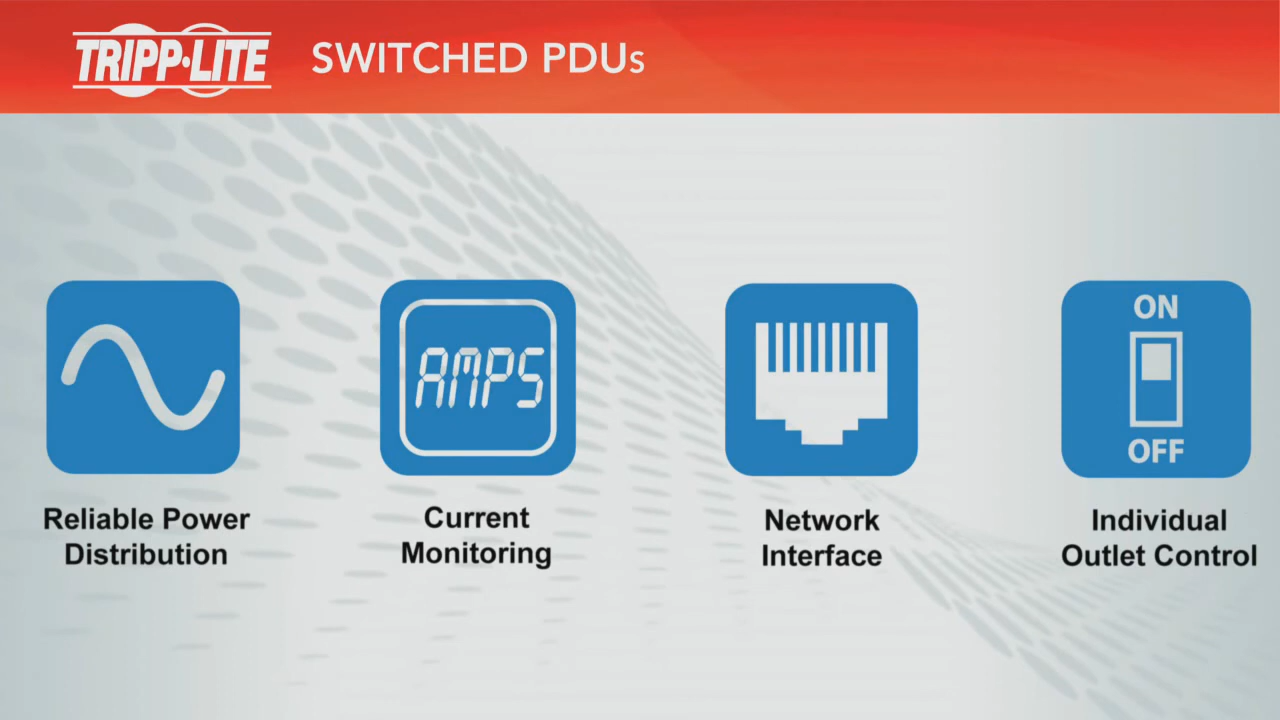 TRIPP·LITE SWITCHED PDUs
AMPS
ON
OFF
Reliable Power
Distribution
Current
Monitoring
Network
Interface
Individual
Outlet Control